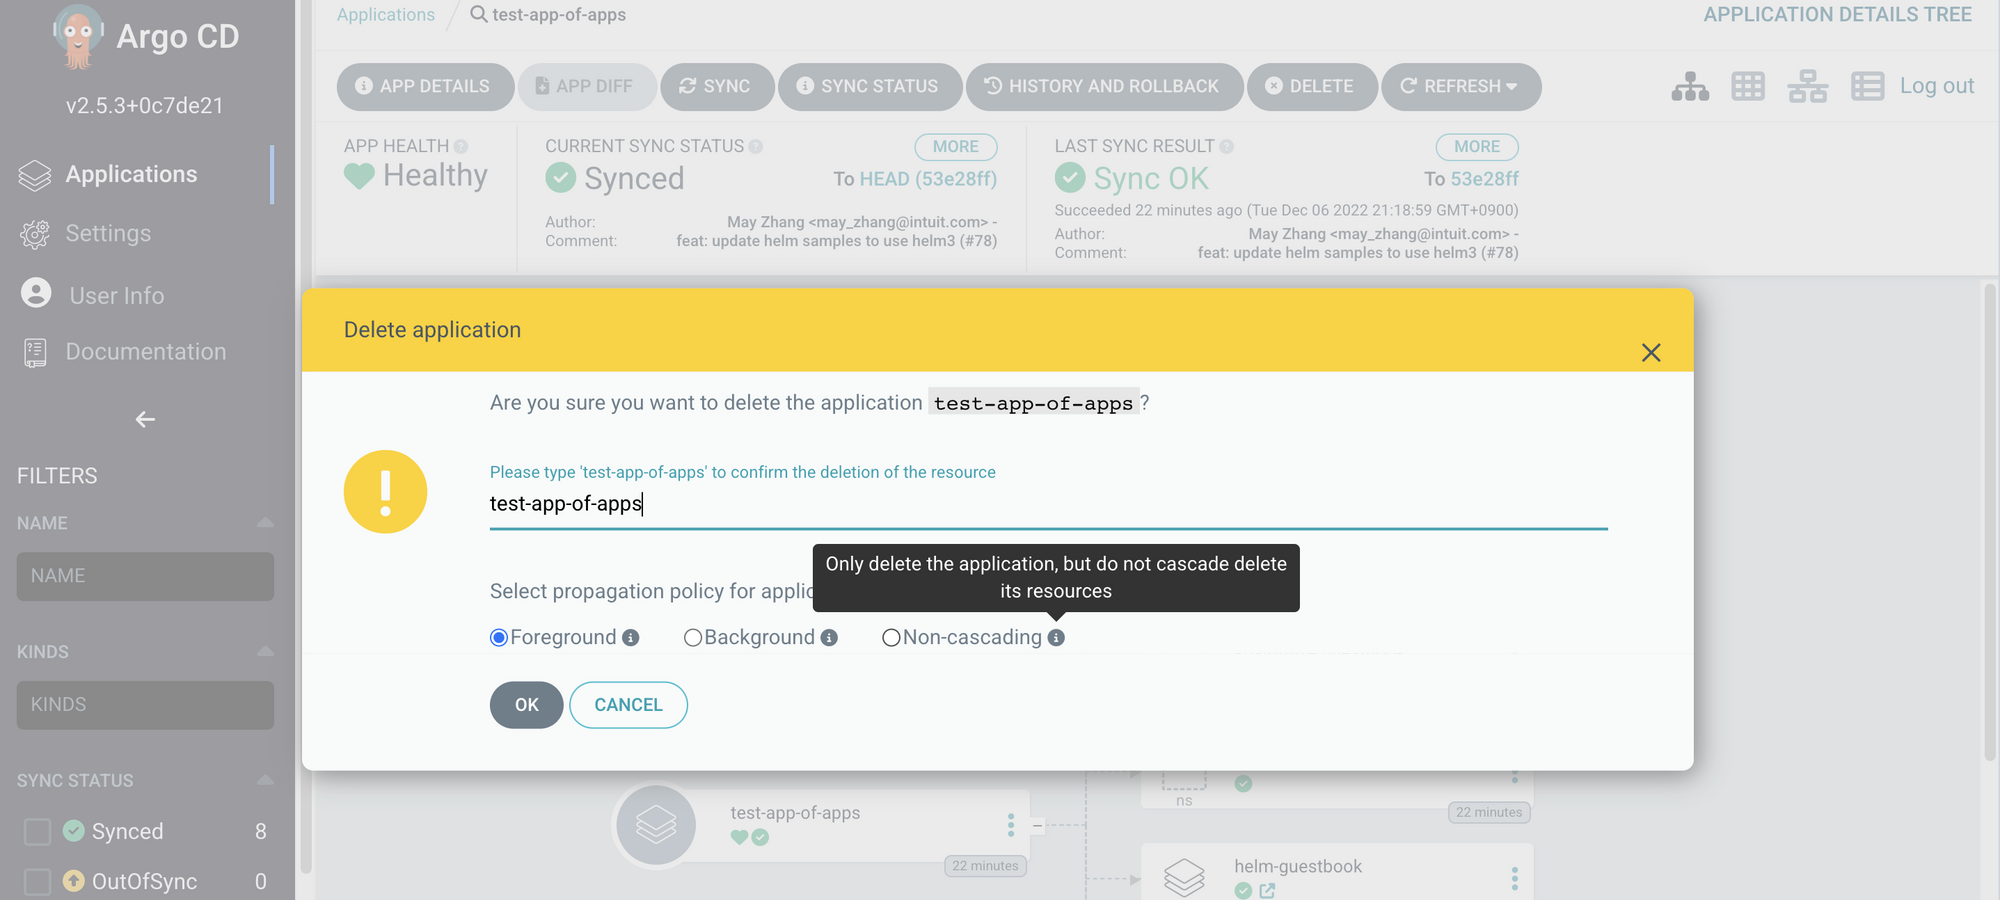 Argo CD
v2.5.3+0c7de21
Applications
Settings
User Info
Documentation
FILTERS
NAME
NAME
KINDS
KINDS
SYNC STATUS
Synced 8
OutOfSync 0
Applications / test-app-of-apps
APPLICATION DETAILS TREE
APP DETAILS APP DIFF SYNC SYNC STATUS HISTORY AND ROLLBACK DELETE REFRESH
Log out
APP HEALTH
Healthy
CURRENT SYNC STATUS MORE
Synced To HEAD (53e28ff)
Author: May Zhang <may_zhang@intuit.com> -
Comment: feat: update helm samples to use helm3 (#78)
LAST SYNC RESULT MORE
Sync OK To 53e28ff
Succeeded 22 minutes ago (Tue Dec 06 2022 21:18:59 GMT+0900)
Author: May Zhang <may_zhang@intuit.com> -
Comment: feat: update helm samples to use helm3 (#78)
Delete application
Are you sure you want to delete the application test-app-of-apps ?
Please type 'test-app-of-apps' to confirm the deletion of the resource
test-app-of-apps
Only delete the application, but do not cascade delete
its resources
Select propagation policy for
Foreground Background Non-cascading
OK CANCEL
test-app-of-apps
22 minutes
ns
22 minutes
helm-guestbook